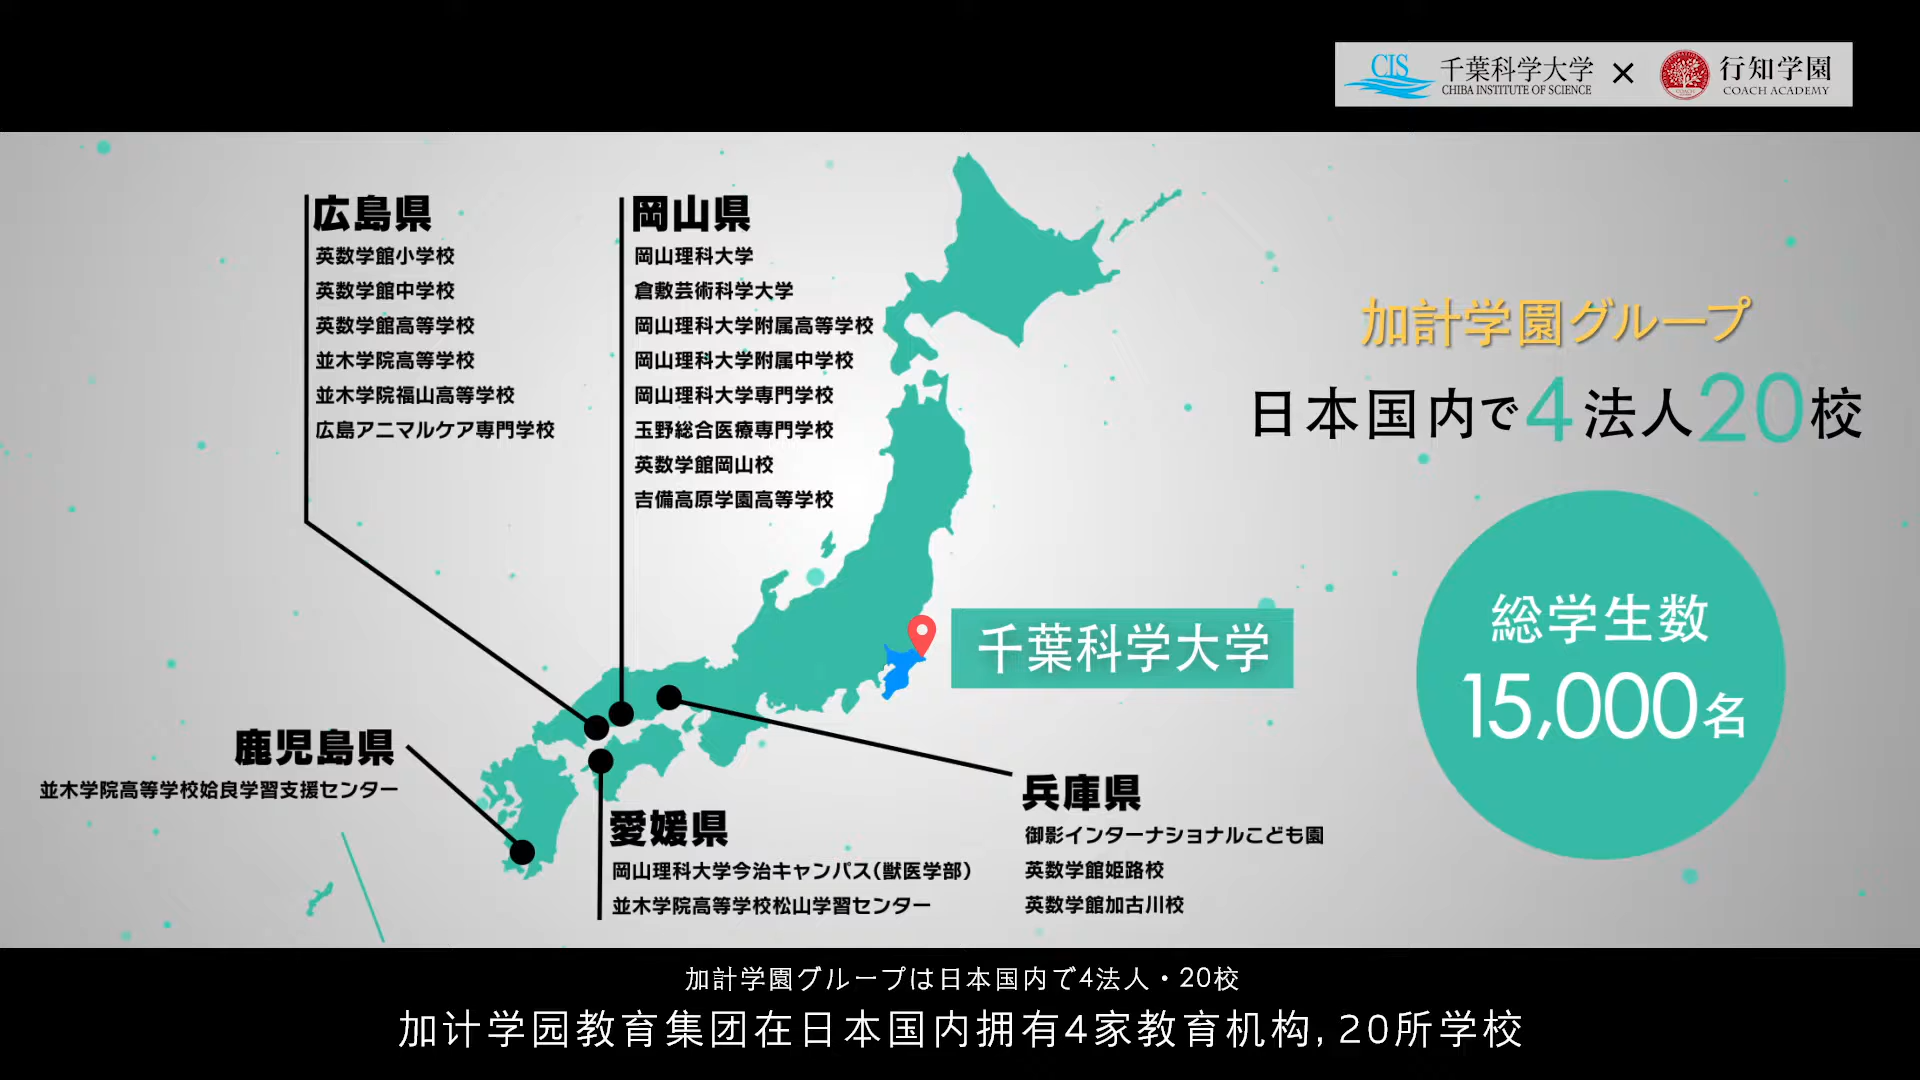 CIS 千葉科学大学 × 行知学園
CHIBA INSTITUTE OF SCIENCE COACH ACADEMY
広島県
英数学館小学校
英数学館中学校
英数学館高等学校
並木学院高等学校
並木学院福山高等学校
広島アニマルケア専門学校
岡山県
岡山理科大学
倉敷芸術科学大学
岡山理科大学附属高等学校
岡山理科大学附属中学校
岡山理科大学専門学校
玉野総合医療専門学校
英数学館岡山校
吉備高原学園高等学校
加計学園グループ
日本国内で4法人20校
総学生数
15,000名
千葉科学大学
鹿児島県
並木学院高等学校姶良学習支援センター
愛媛県
岡山理科大学今治キャンパス(獣医学部)
並木学院高等学校松山学習センター
兵庫県
御影インターナショナルこども園
英数学館姫路校
英数学館加古川校
加計学園グループは日本国内で4法人・20校
加计学园教育集团在日本国内拥有4家教育机构,20所学校